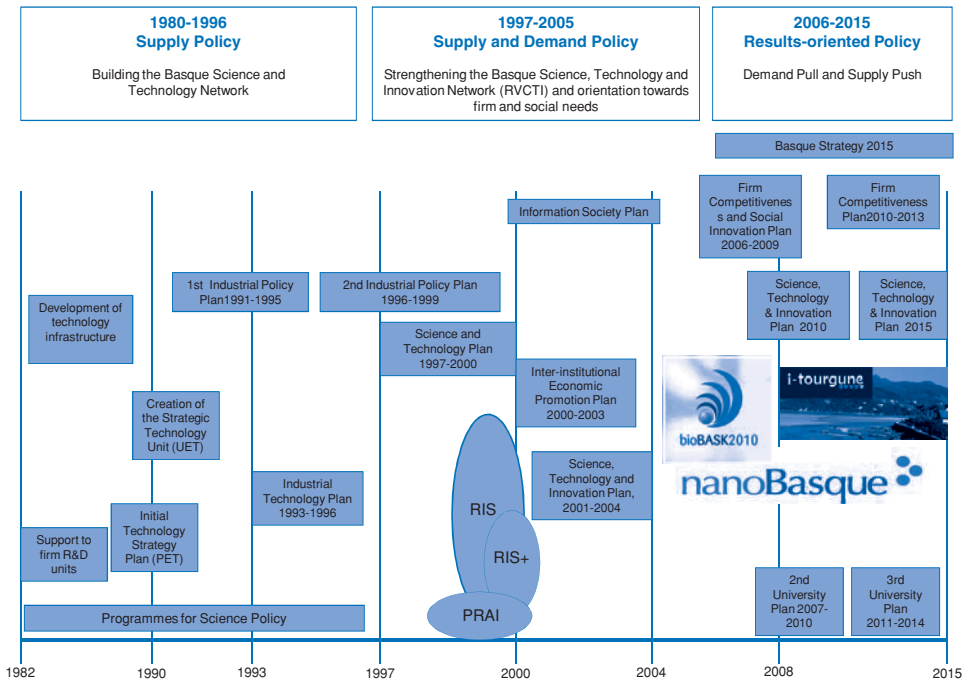 1980-1996
Supply Policy
Building the Basque Science and
Technology Network
1997-2005
Supply and Demand Policy
Strengthening the Basque Science, Technology and
Innovation Network (RVCTI) and orientation towards
firm and social needs
2006-2015
Results-oriented Policy
Demand Pull and Supply Push
Basque Strategy 2015
Firm
Competitivenes
s and Social
Innovation Plan
2006-2009
Firm
Competitiveness
Plan2010-2013
Information Society Plan
1st Industrial Policy
Plan1991-1995
2nd Industrial Policy Plan
1996-1999
Science,
Technology
& Innovation
Plan 2010
Science,
Technology
& Innovation
Plan 2015
Development of
technology
infrastructure
Science and
Technology Plan
1997-2000
Inter-institutional
Economic
Promotion Plan
2000-2003
i-tourgune
bioBASK2010
Creation of
the Strategic
Technology
Unit (UET)
Industrial
Technology Plan
1993-1996
Science,
Technology and
Innovation Plan,
2001-2004
nanoBasque
RIS
RIS+
PRAI
Support to
firm R&D
units
Initial
Technology
Strategy
Plan (PET)
2nd
University
Plan 2007-
2010
3rd
University
Plan
2011-2014
Programmes for Science Policy
1982
1990
1993
1997
2000
2004
2008
2015